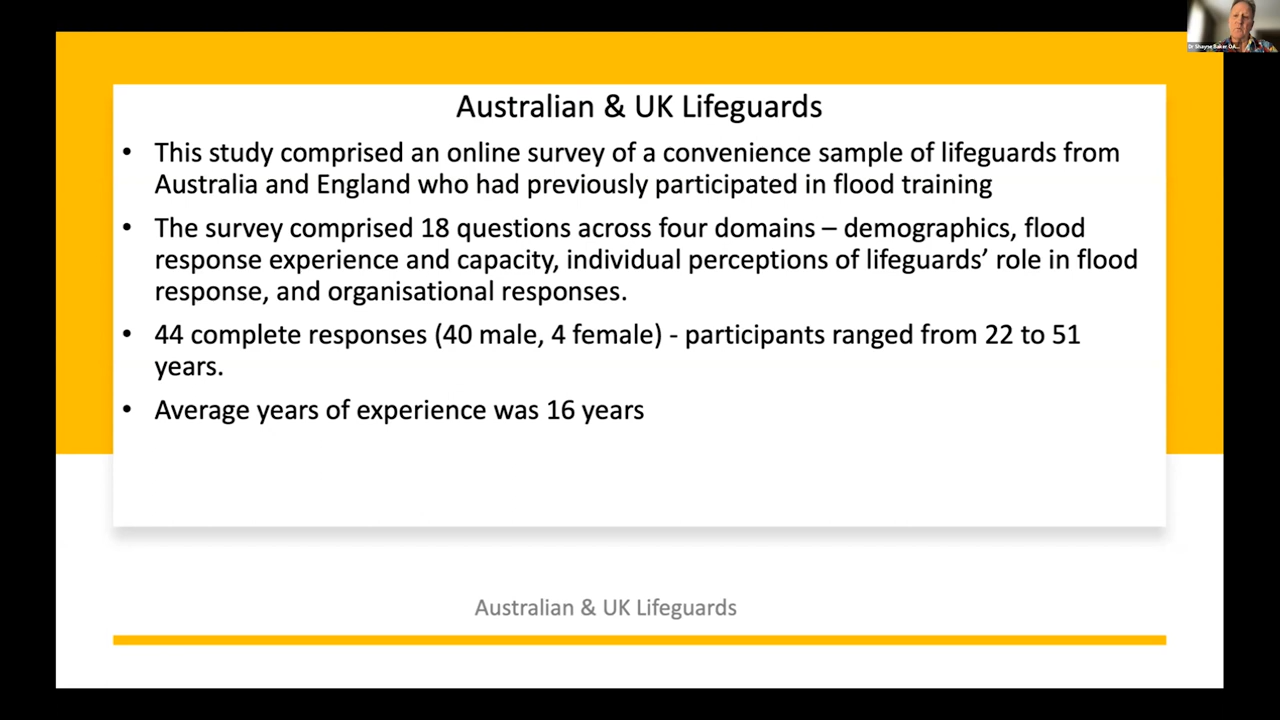 Australian & UK Lifeguards
• This study comprised an online survey of a convenience sample of lifeguards from
Australia and England who had previously participated in flood training
• The survey comprised 18 questions across four domains – demographics, flood
response experience and capacity, individual perceptions of lifeguards’ role in flood
response, and organisational responses.
• 44 complete responses (40 male, 4 female) - participants ranged from 22 to 51
years.
• Average years of experience was 16 years
Australian & UK Lifeguards
Baker